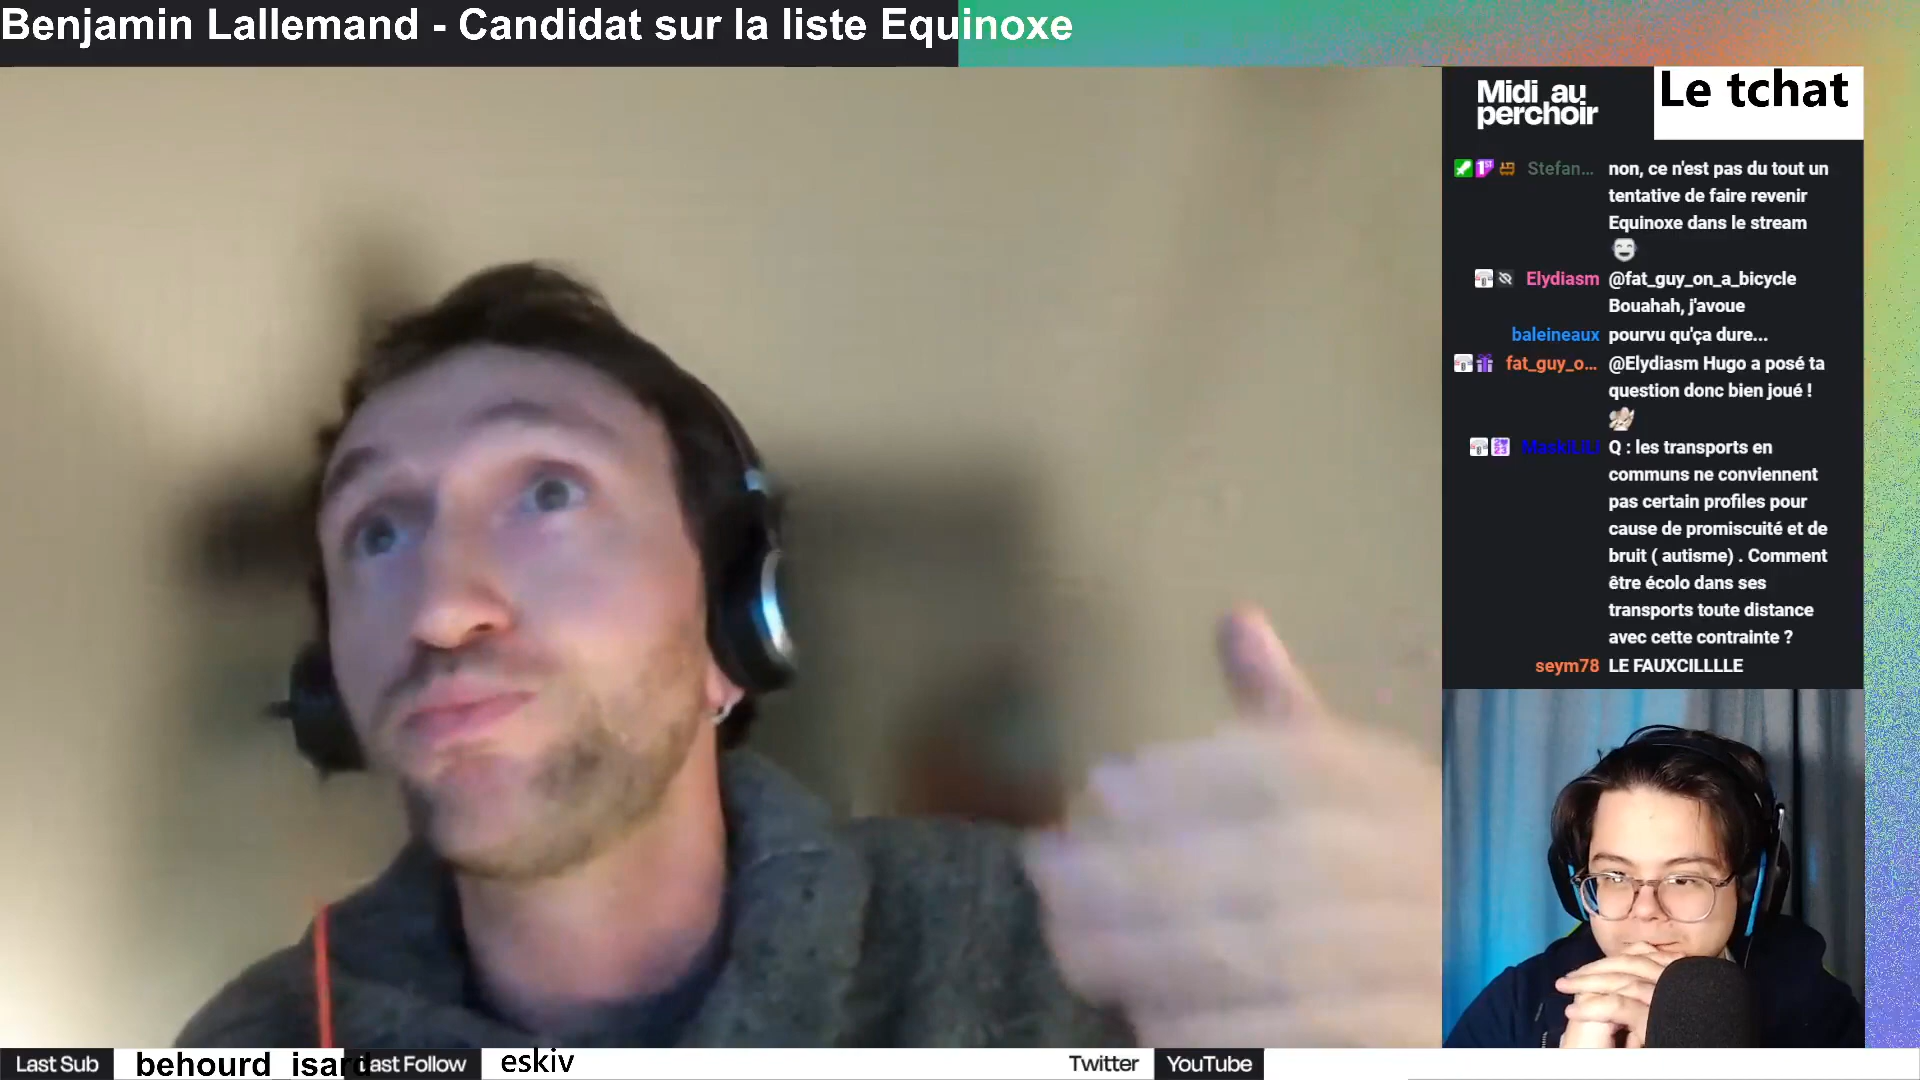 Benjamin Lallemand - Candidat sur la liste Equinoxe
Midi au
perchoir
Le tchat
Stefan... non, ce n'est pas du tout un
tentative de faire revenir
Equinoxe dans le stream
Elydiasm @fat_guy_on_a_bicycle
Bouahah, j'avoue
baleineaux pourvu qu'ça dure...
fat_guy_o... @Elydiasm Hugo a posé ta
question donc bien joué !
MaskiLiLi Q : les transports en
communs ne conviennent
pas certain profiles pour
cause de promiscuité et de
bruit ( autisme) . Comment
être écolo dans ses
transports toute distance
avec cette contrainte ?
seym78 LE FAUXCILLLLE
Last Sub behourd_isard Last Follow eskiv Twitter YouTube